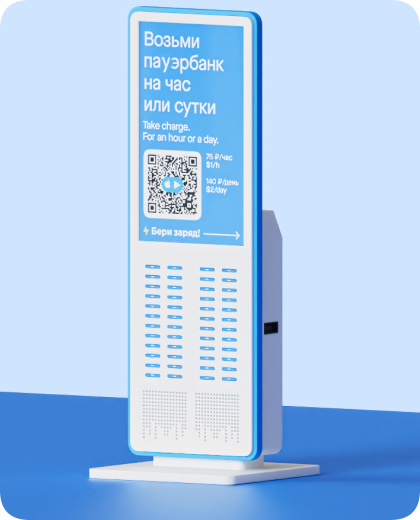 Возьми
пауэрбанк
на час
или сутки
Take charge.
For an hour or a day.
75 ₽/час
$1/h
140 ₽/день
$2/day
Бери заряд!